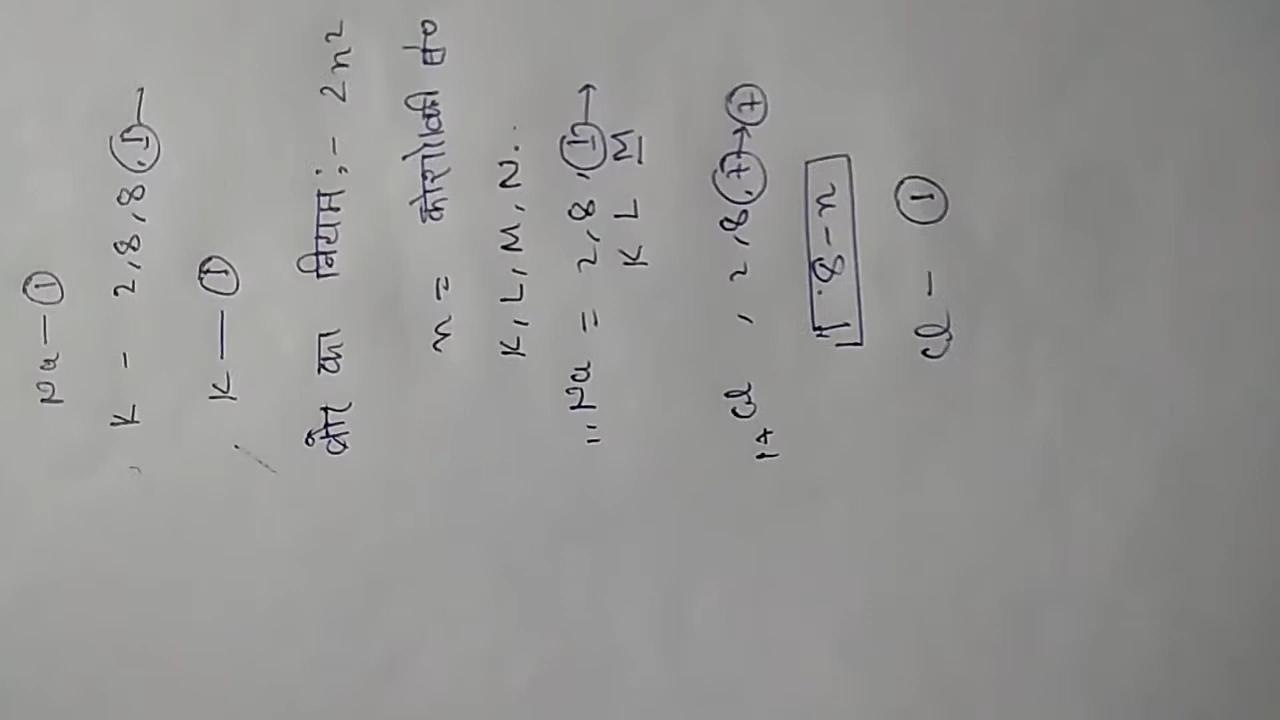 Na — ①
K - 2,8,8,①
K — ①
बोर का नियम :- 2n²
n = कोशों की सं०
K, L, M, N.
₁₁Na = 2,8,① →
K L M
₁₇Cl , 2,8,⑦ → ⑦
8-n
Cl - ①